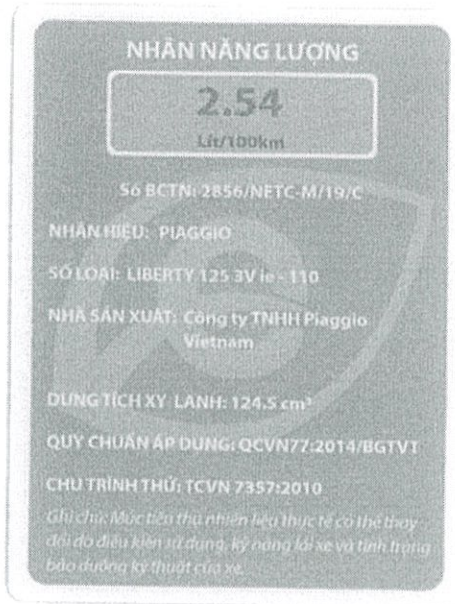 NHÃN NĂNG LƯỢNG
2.54
Lít/100km
Số BCTN: 2856/NETC-M/19/C
NHÃN HIỆU: PIAGGIO
SỐ LOẠI: LIBERTY 125 3V ie - 110
NHÀ SẢN XUẤT: Công ty TNHH Piaggio
Vietnam
DUNG TÍCH XY LANH: 124.5 cm³
QUY CHUẨN ÁP DỤNG: QCVN77:2014/BGTVT
CHU TRÌNH THỬ: TCVN 7357:2010
Ghi chú: Mức tiêu thụ nhiên liệu thực tế có thể thay
đổi do điều kiện sử dụng, kỹ năng lái xe và tình trạng
bảo dưỡng kỹ thuật của xe.